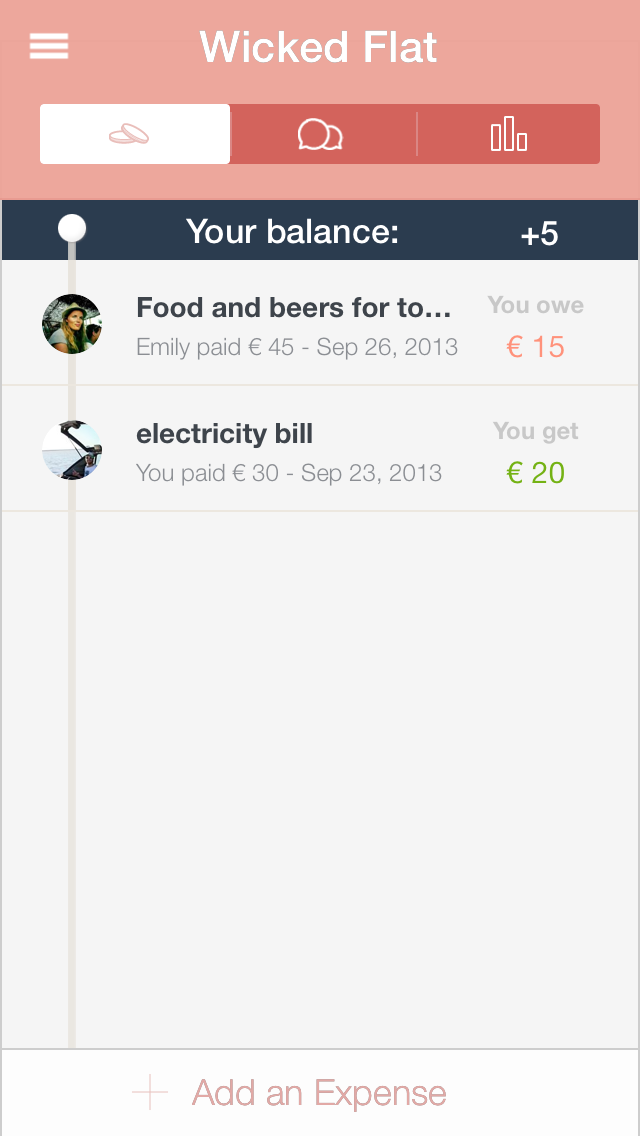 Wicked Flat
Your balance: +5
Food and beers for to... You owe
Emily paid € 45 - Sep 26, 2013 € 15
electricity bill You get
You paid € 30 - Sep 23, 2013 € 20
Add an Expense